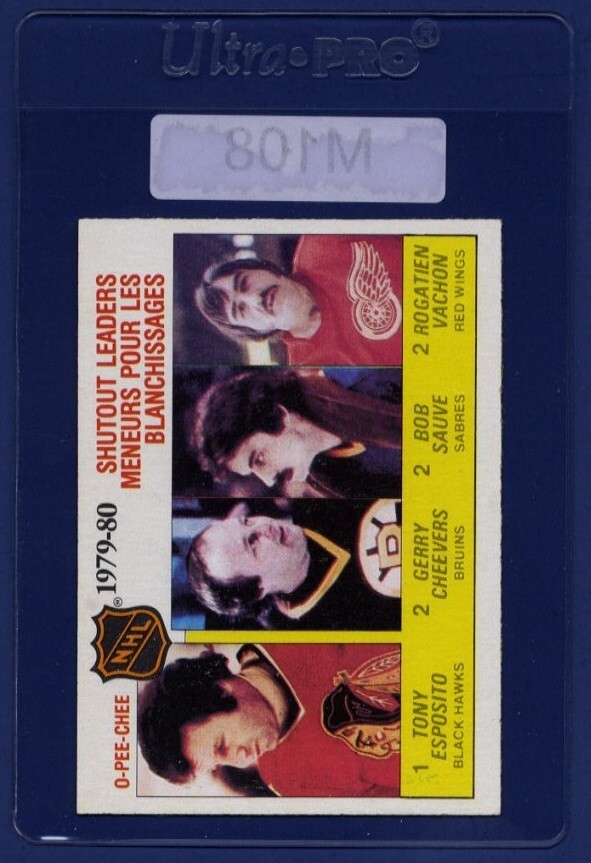 Ultra·PRO®
M108
O-PEE-CHEE
NHL ® 1979-80
SHUTOUT LEADERS
MENEURS POUR LES
BLANCHISSAGES
1 TONY
ESPOSITO
BLACK HAWKS
2 GERRY
CHEEVERS
BRUINS
2 BOB
SAUVE
SABRES
2 ROGATIEN
VACHON
RED WINGS
B